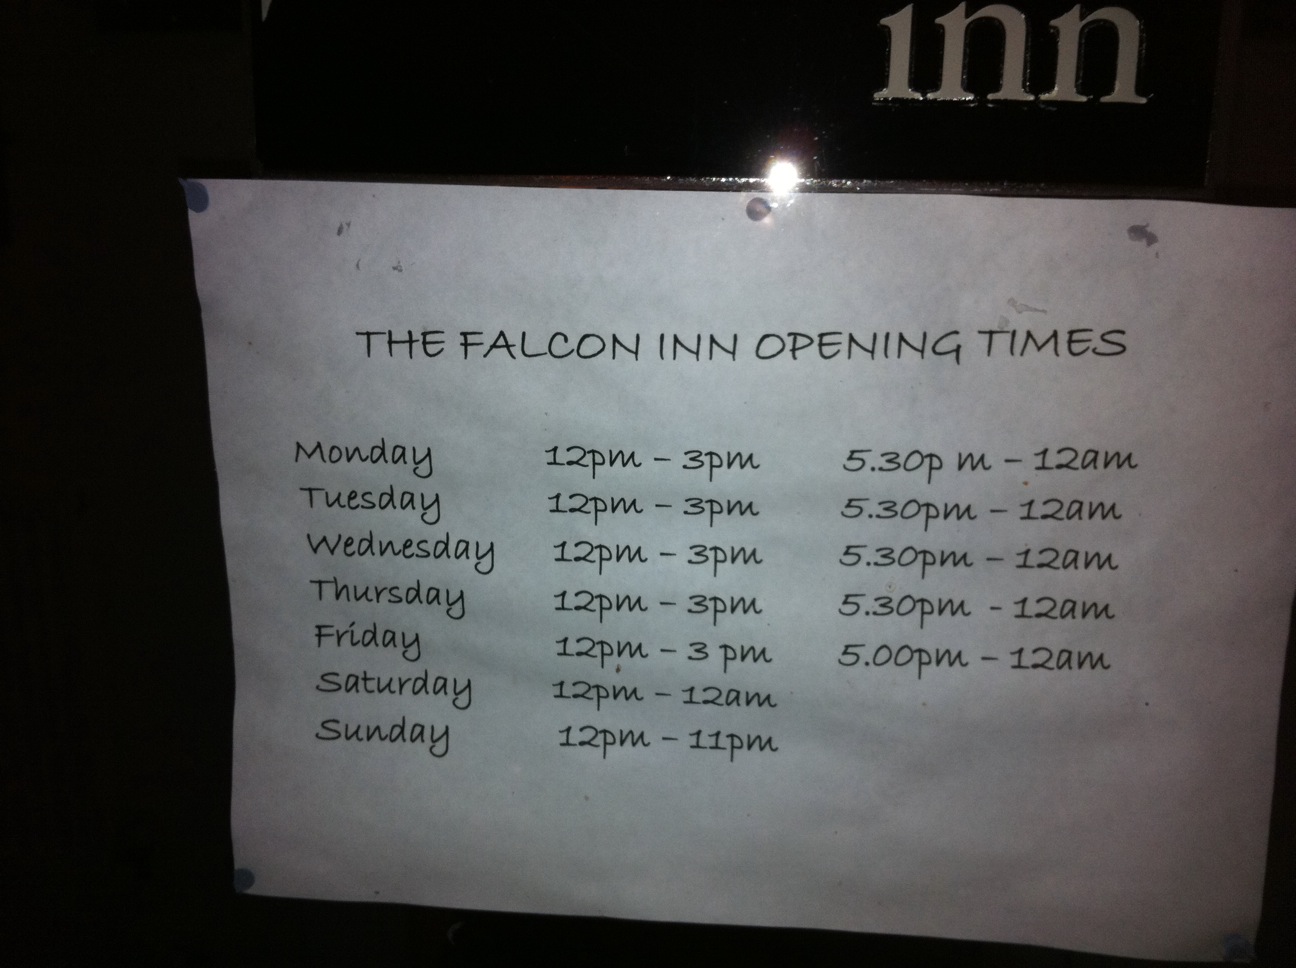 inn
THE FALCON INN OPENING TIMES
Monday 12pm – 3pm 5.30p m – 12am
Tuesday 12pm – 3pm 5.30pm – 12am
Wednesday 12pm – 3pm 5.30pm – 12am
Thursday 12pm – 3pm 5.30pm - 12am
Friday 12pm – 3 pm 5.00pm – 12am
Saturday 12pm – 12am
Sunday 12pm – 11pm